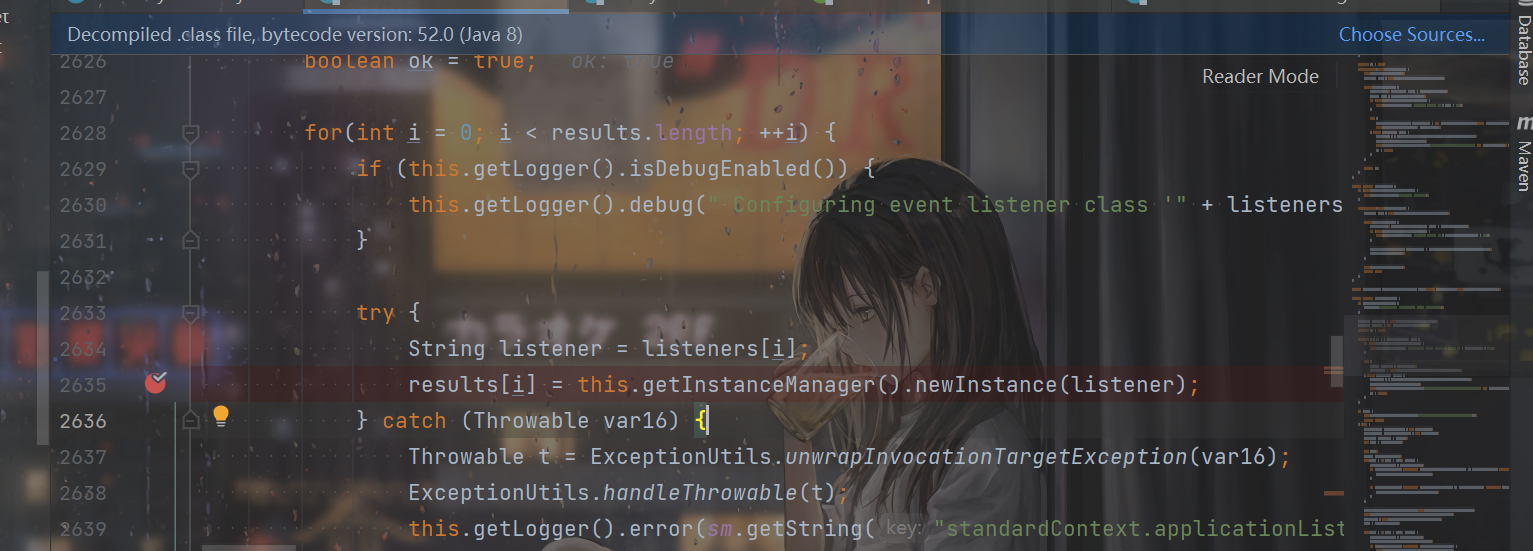 Decompiled .class file, bytecode version: 52.0 (Java 8)
Choose Sources...
Reader Mode
Database
Maven
2626 boolean ok = true; ok: true
2627
2628 for(int i = 0; i < results.length; ++i) {
2629 if (this.getLogger().isDebugEnabled()) {
2630 this.getLogger().debug(" Configuring event listener class '" + listeners
2631 }
2632
2633 try {
2634 String listener = listeners[i];
2635 results[i] = this.getInstanceManager().newInstance(listener);
2636 } catch (Throwable var16) {
2637 Throwable t = ExceptionUtils.unwrapInvocationTargetException(var16);
2638 ExceptionUtils.handleThrowable(t);
2639 this.getLogger().error(sm.getString( key: "standardContext.applicationList